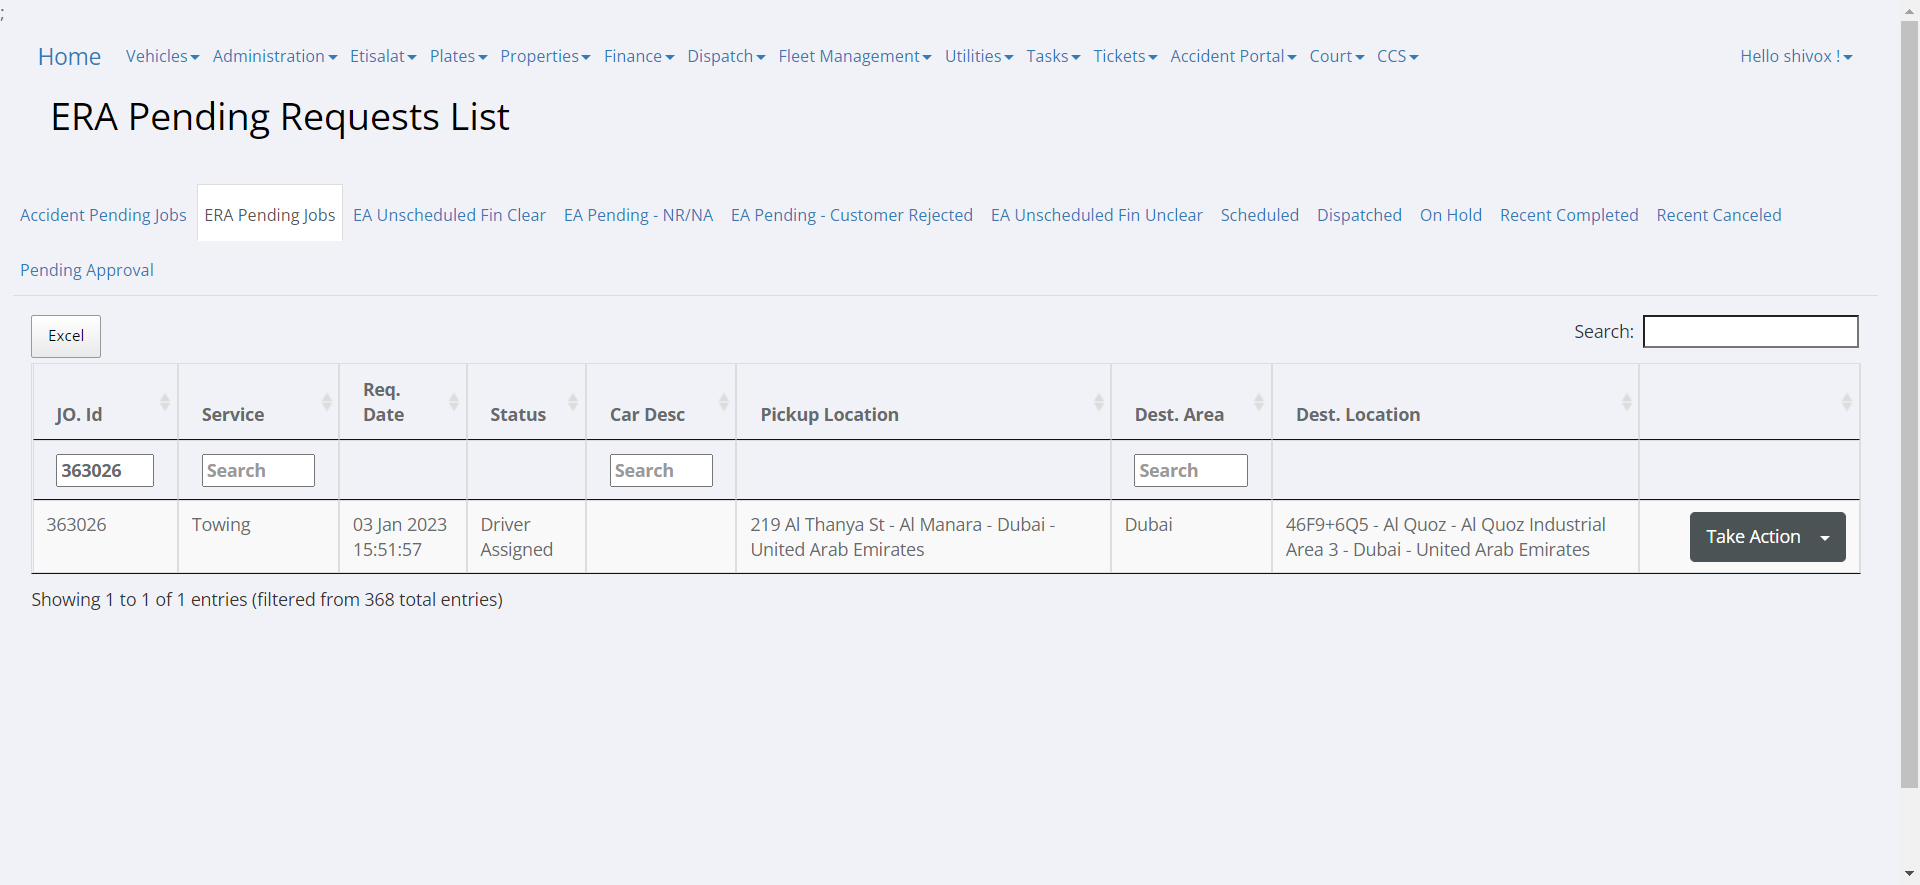 ;
Home Vehicles Administration Etisalat Plates Properties Finance Dispatch Fleet Management Utilities Tasks Tickets Accident Portal Court CCS Hello shivox !
ERA Pending Requests List
Accident Pending Jobs ERA Pending Jobs EA Unscheduled Fin Clear EA Pending - NR/NA EA Pending - Customer Rejected EA Unscheduled Fin Unclear Scheduled Dispatched On Hold Recent Completed Recent Canceled
Pending Approval
Excel Search:
JO. Id Service Req. Date Status Car Desc Pickup Location Dest. Area Dest. Location
363026 Search Search Search
363026 Towing 03 Jan 2023 Driver 219 Al Thanya St - Al Manara - Dubai - Dubai 46F9+6Q5 - Al Quoz - Al Quoz Industrial Take Action
15:51:57 Assigned United Arab Emirates Area 3 - Dubai - United Arab Emirates
Showing 1 to 1 of 1 entries (filtered from 368 total entries)